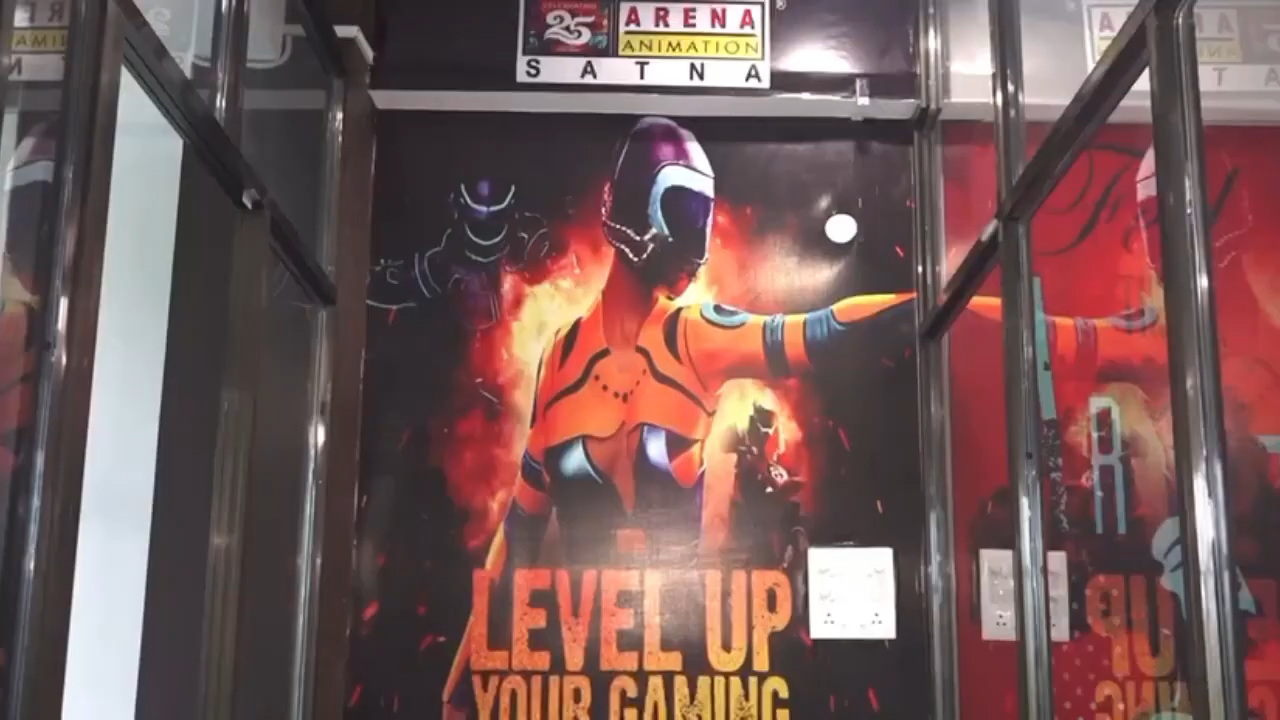 25
ARENA
ANIMATION
SATNA
LEVEL UP
YOUR GAMING